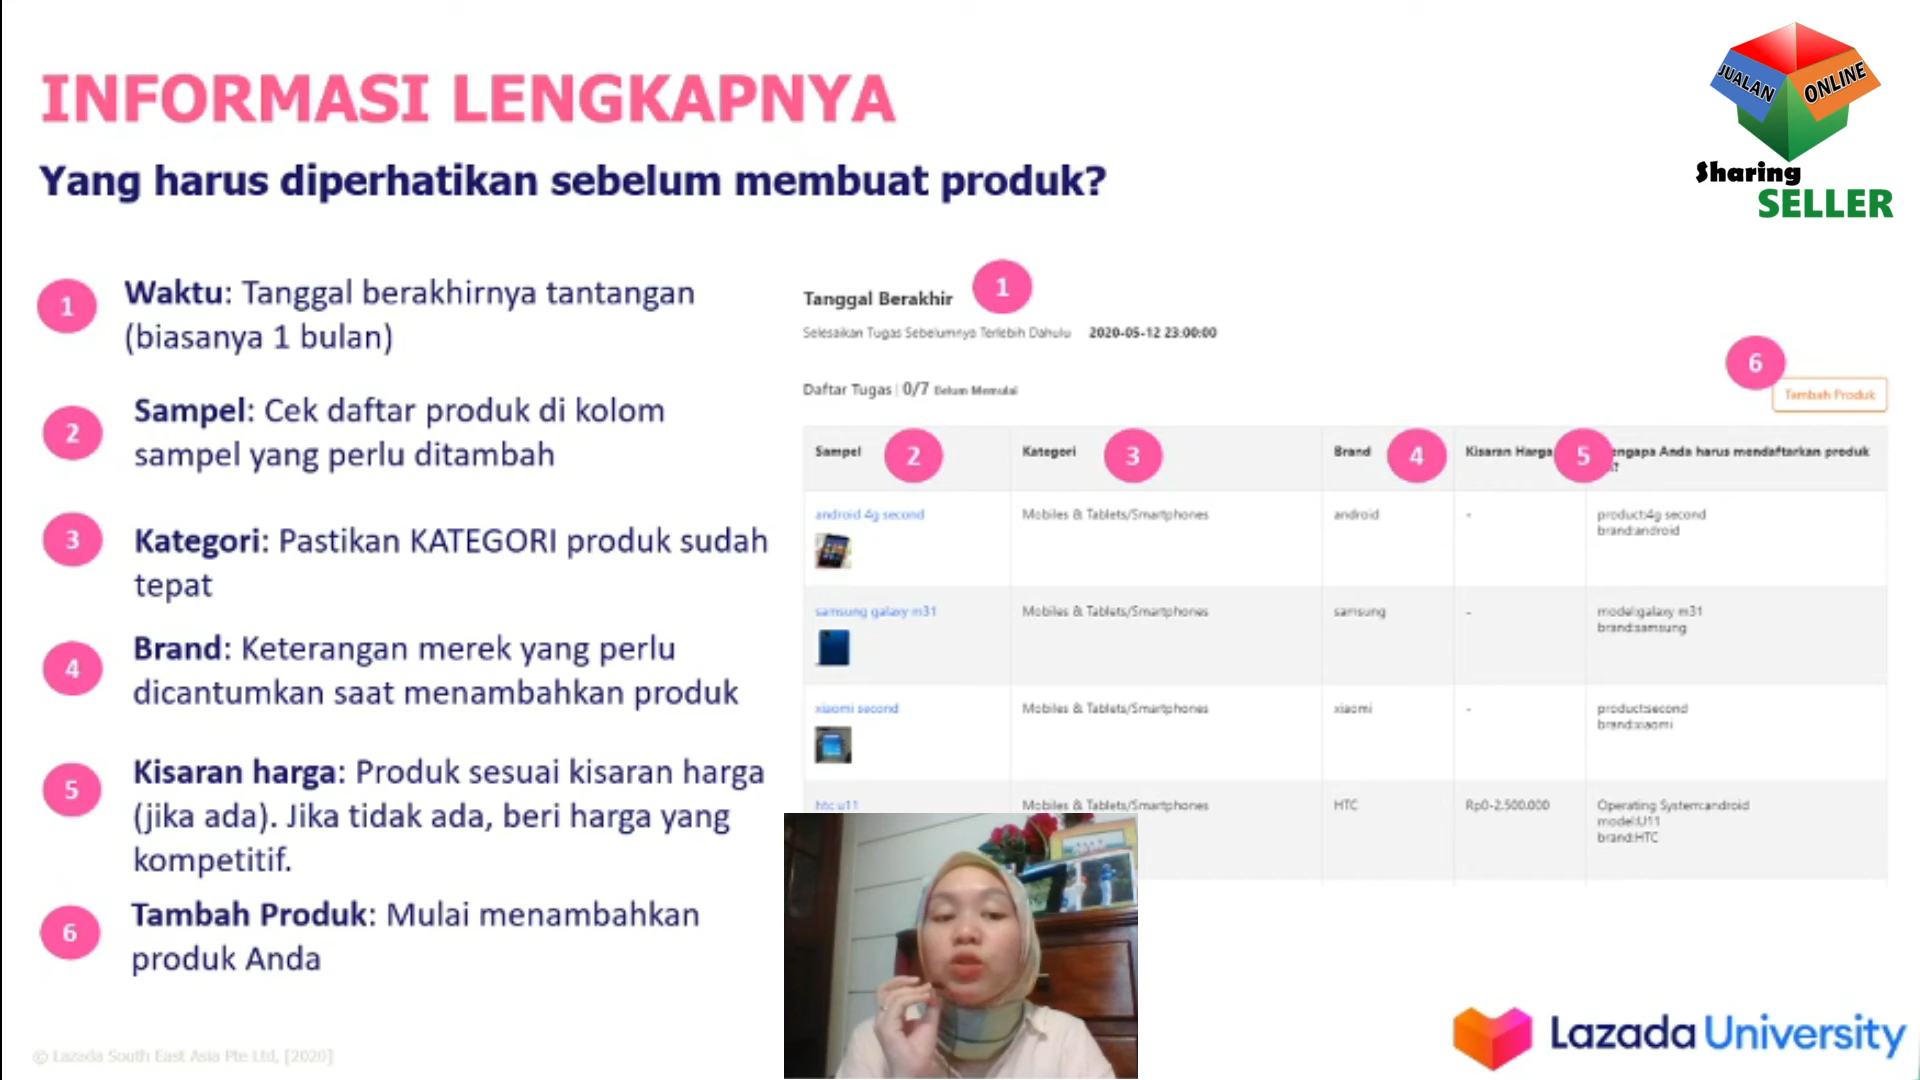 INFORMASI LENGKAPNYA
Yang harus diperhatikan sebelum membuat produk?
JUALAN ONLINE
Sharing
SELLER
1 Waktu: Tanggal berakhirnya tantangan
(biasanya 1 bulan)
2 Sampel: Cek daftar produk di kolom
sampel yang perlu ditambah
3 Kategori: Pastikan KATEGORI produk sudah
tepat
4 Brand: Keterangan merek yang perlu
dicantumkan saat menambahkan produk
5 Kisaran harga: Produk sesuai kisaran harga
(jika ada). Jika tidak ada, beri harga yang
kompetitif.
6 Tambah Produk: Mulai menambahkan
produk Anda
Tanggal Berakhir 1
Selesaikan Tugas Sebelumnya Terlebih Dahulu 2020-05-12 23:00:00
6
Daftar Tugas | 0/7 Belum Memulai
Tambah Produk
Sampel 2 Kategori 3 Brand 4 Kisaran Harga 5 engapa Anda harus mendaftarkan produk
?
android 4g second Mobiles & Tablets/Smartphones android - product:4g second
brand:android
samsung galaxy m31 Mobiles & Tablets/Smartphones samsung - model:galaxy m31
brand:samsung
xiaomi second Mobiles & Tablets/Smartphones xiaomi - product:second
brand:xiaomi
htc u11 Mobiles & Tablets/Smartphones HTC Rp0-2.500.000 Operating System:android
model:U11
brand:HTC
Lazada University
© Lazada South East Asia Pte Ltd, [2020]